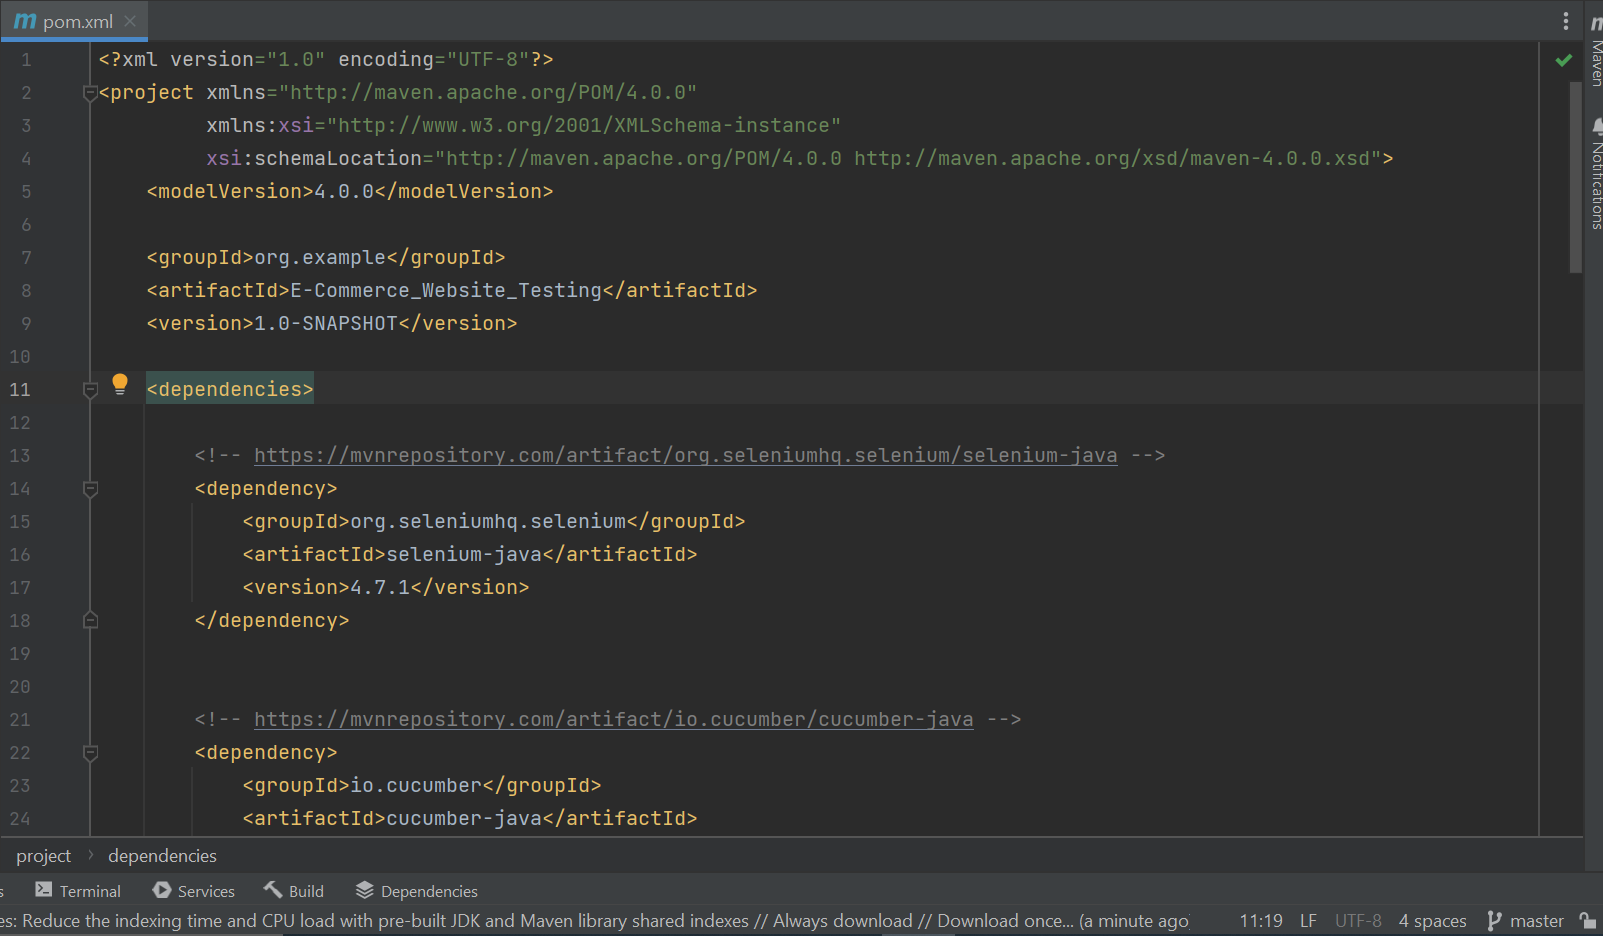 m pom.xml ×
1 <?xml version="1.0" encoding="UTF-8"?>
2 <project xmlns="http://maven.apache.org/POM/4.0.0"
3 xmlns:xsi="http://www.w3.org/2001/XMLSchema-instance"
4 xsi:schemaLocation="http://maven.apache.org/POM/4.0.0 http://maven.apache.org/xsd/maven-4.0.0.xsd">
5 <modelVersion>4.0.0</modelVersion>
6
7 <groupId>org.example</groupId>
8 <artifactId>E-Commerce_Website_Testing</artifactId>
9 <version>1.0-SNAPSHOT</version>
10
11 <dependencies>
12
13 <!-- https://mvnrepository.com/artifact/org.seleniumhq.selenium/selenium-java -->
14 <dependency>
15 <groupId>org.seleniumhq.selenium</groupId>
16 <artifactId>selenium-java</artifactId>
17 <version>4.7.1</version>
18 </dependency>
19
20
21 <!-- https://mvnrepository.com/artifact/io.cucumber/cucumber-java -->
22 <dependency>
23 <groupId>io.cucumber</groupId>
24 <artifactId>cucumber-java</artifactId>
m Maven
Notifications
project › dependencies
s Terminal Services Build Dependencies
es: Reduce the indexing time and CPU load with pre-built JDK and Maven library shared indexes // Always download // Download once... (a minute ago 11:19 LF UTF-8 4 spaces master